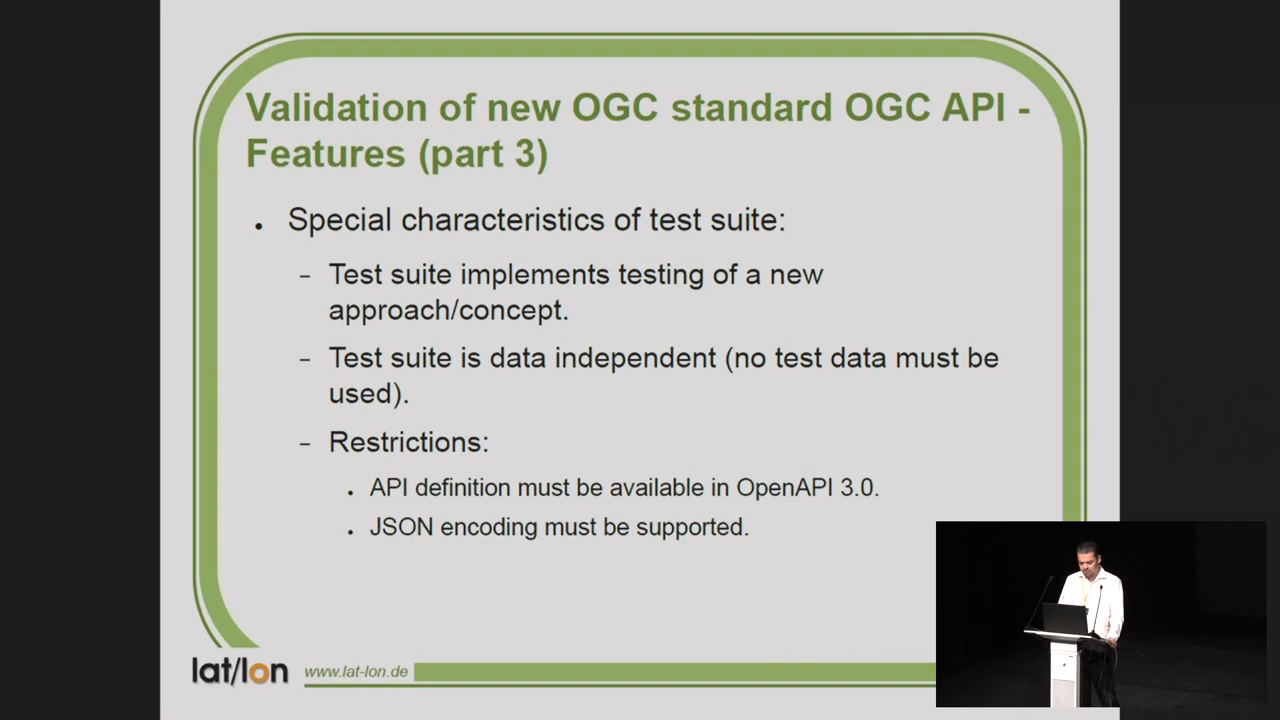 Validation of new OGC standard OGC API -
Features (part 3)
• Special characteristics of test suite:
– Test suite implements testing of a new
approach/concept.
– Test suite is data independent (no test data must be
used).
– Restrictions:
• API definition must be available in OpenAPI 3.0.
• JSON encoding must be supported.
lat/lon www.lat-lon.de